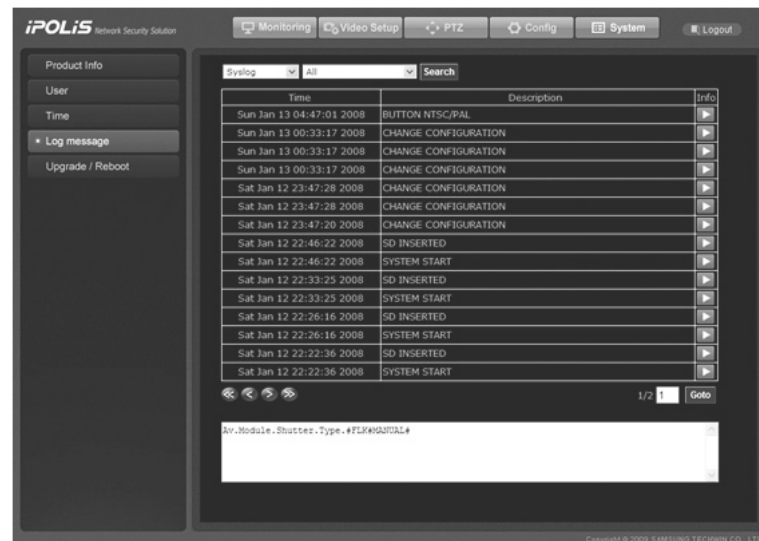 iPOLiS Network Security Solution
Monitoring Video Setup PTZ Config System Logout
Product Info
User
Time
Log message
Upgrade / Reboot
Syslog All Search
Time Description Info
Sun Jan 13 04:47:01 2008 BUTTON NTSC/PAL
Sun Jan 13 00:33:17 2008 CHANGE CONFIGURATION
Sun Jan 13 00:33:17 2008 CHANGE CONFIGURATION
Sun Jan 13 00:33:17 2008 CHANGE CONFIGURATION
Sat Jan 12 23:47:28 2008 CHANGE CONFIGURATION
Sat Jan 12 23:47:28 2008 CHANGE CONFIGURATION
Sat Jan 12 23:47:20 2008 CHANGE CONFIGURATION
Sat Jan 12 22:46:22 2008 SD INSERTED
Sat Jan 12 22:46:22 2008 SYSTEM START
Sat Jan 12 22:33:25 2008 SD INSERTED
Sat Jan 12 22:33:25 2008 SYSTEM START
Sat Jan 12 22:26:16 2008 SD INSERTED
Sat Jan 12 22:26:16 2008 SYSTEM START
Sat Jan 12 22:22:36 2008 SD INSERTED
Sat Jan 12 22:22:36 2008 SYSTEM START
1/2 1 Goto
Av.Module.Shutter.Type.#FLK#MANUAL#
Copyright @ 2009 SAMSUNG TECHWIN CO., LT